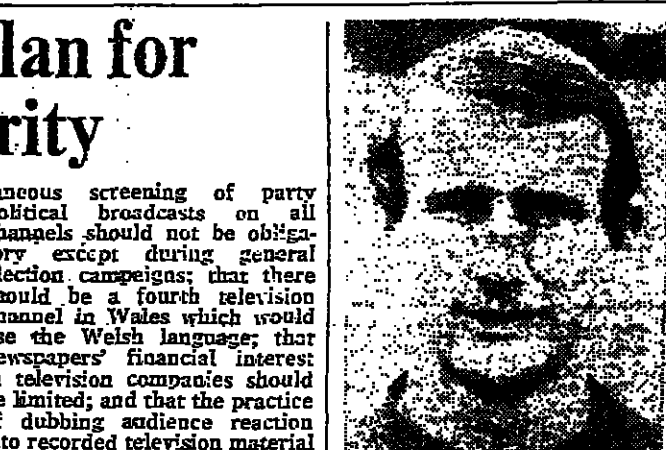 lan for
rity
neous screening of party
olitical broadcasts on all
hannels should not be obliga-
ory except during general
lection campaigns; that there
hould be a fourth television
hannel in Wales which would
se the Welsh language; that
ewspapers' financial interest
television companies should
e limited; and that the practice
f dubbing audience reaction
to recorded television material